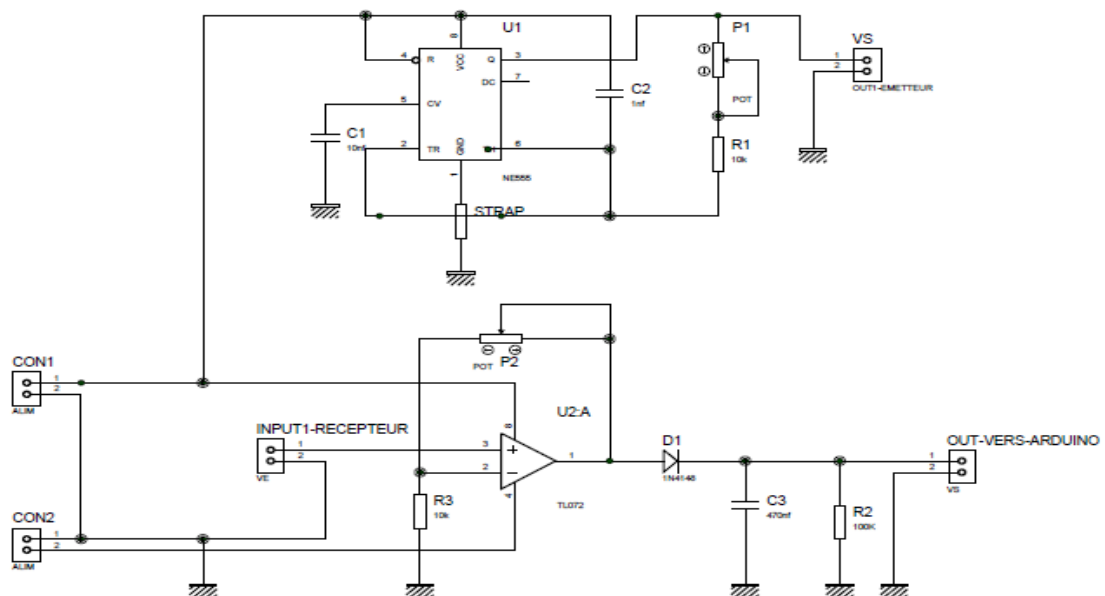 U1
P1
VS
8
4
R
VCC
Q
3
1
2
DC
7
C2
1nf
OUT1-EMETTEUR
5
CV
POT
C1
10nf
R1
10k
2
TR
GND
6
NE555
1
STRAP
CON1
1
2
ALIM
POT
P2
U2:A
INPUT1-RECEPTEUR
1
2
VE
8
3
2
4
1
TL072
D1
1N4148
OUT-VERS-ARDUINO
1
2
VS
R3
10k
C3
470nf
R2
100K
CON2
1
2
ALIM